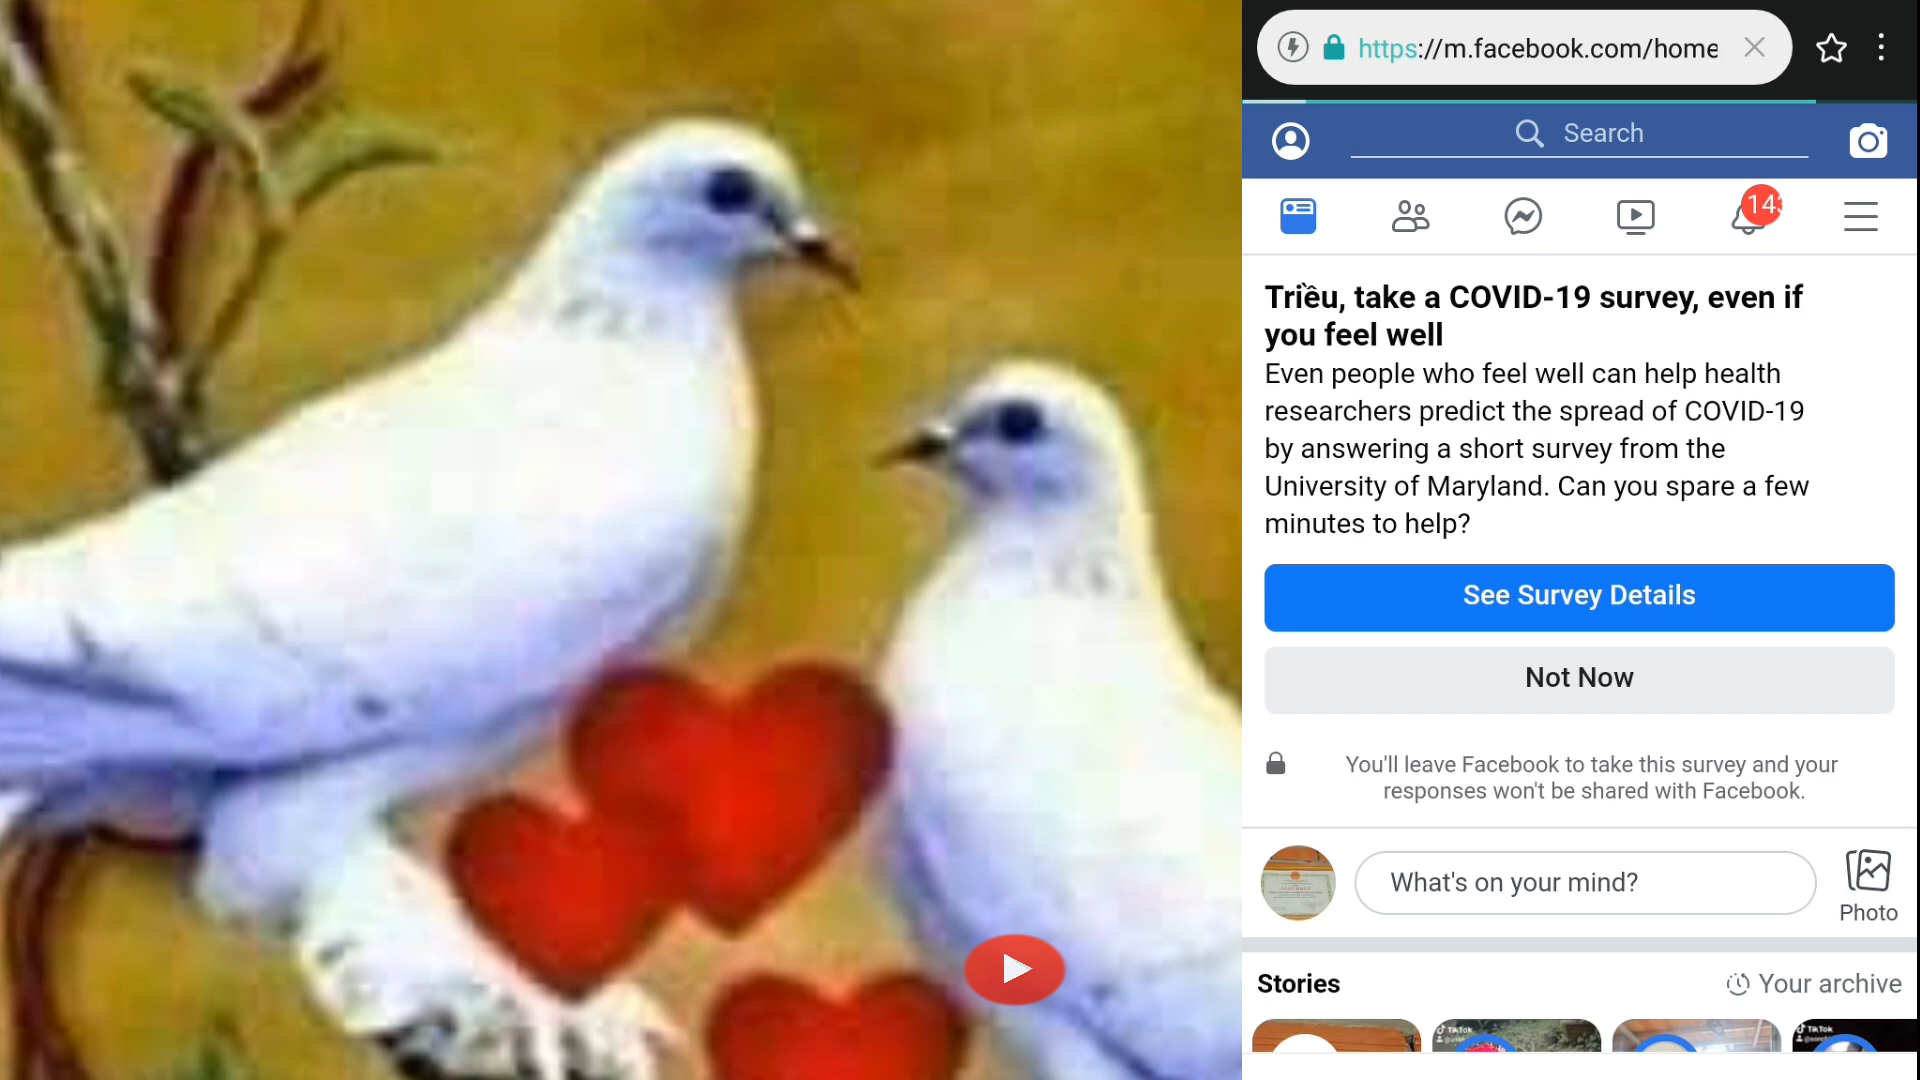 https://m.facebook.com/home
Search
143
Triều, take a COVID-19 survey, even if
you feel well
Even people who feel well can help health
researchers predict the spread of COVID-19
by answering a short survey from the
University of Maryland. Can you spare a few
minutes to help?
See Survey Details
Not Now
You'll leave Facebook to take this survey and your
responses won't be shared with Facebook.
What's on your mind?
Photo
Stories
Your archive
TikTok
TikTok